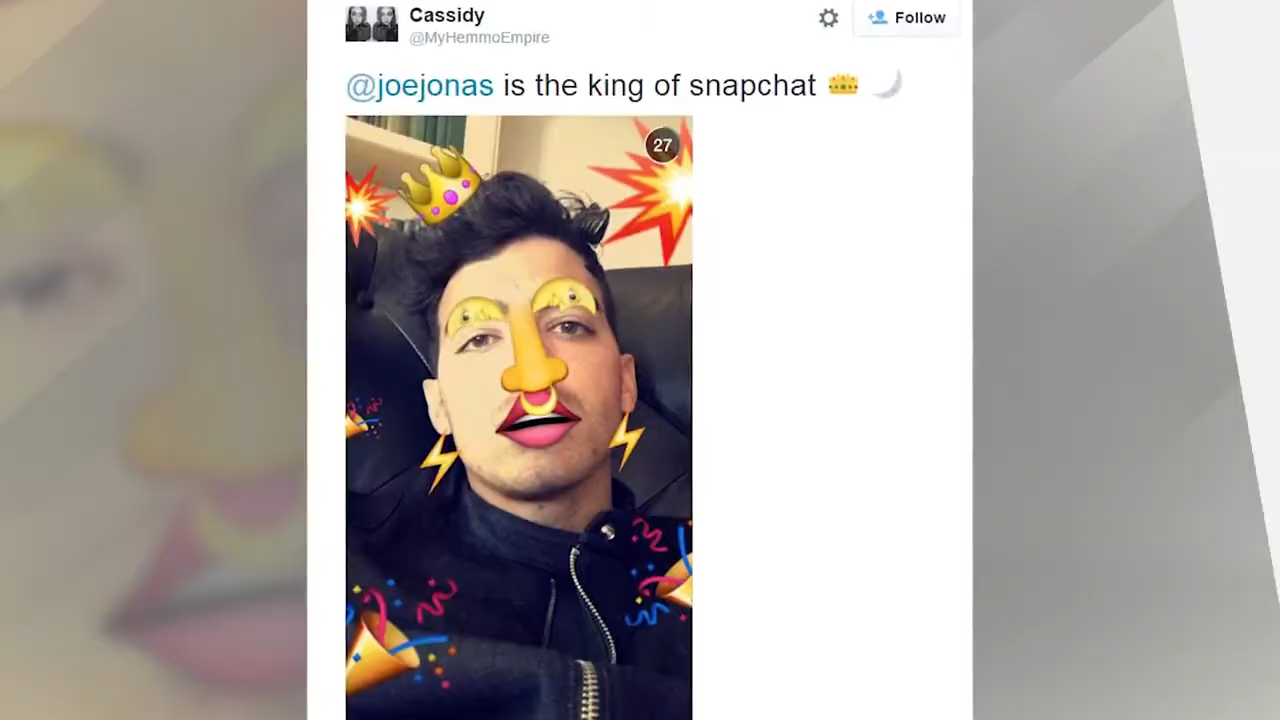 Cassidy
@MyHemmoEmpire
Follow
@joejonas is the king of snapchat
27